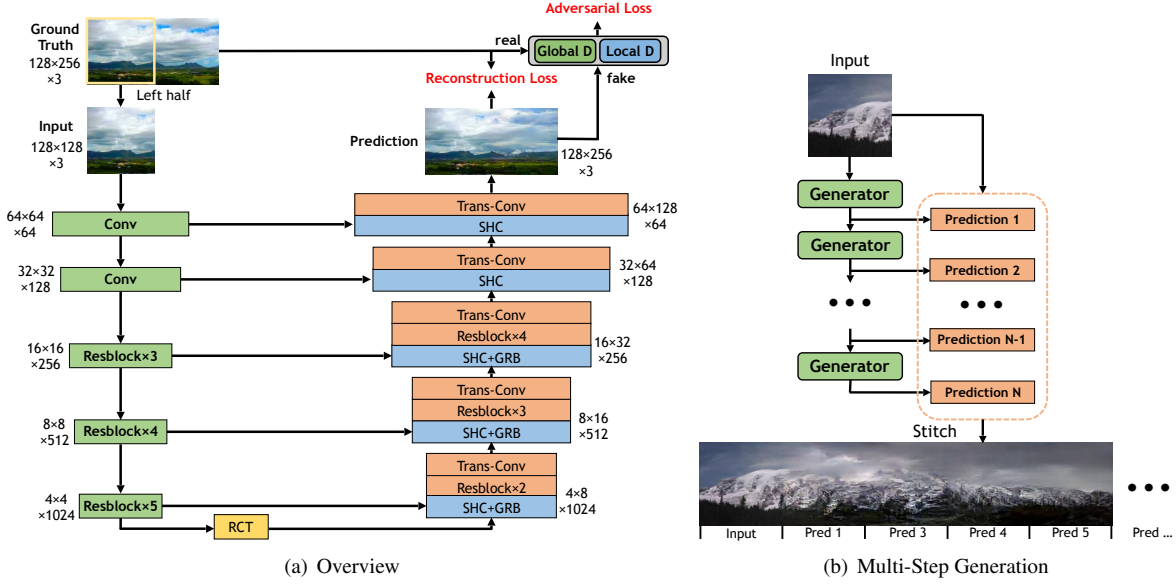 Ground
Truth
128×256
×3
Left half
Input
128×128
×3
Adversarial Loss
real
Global D
Local D
fake
Reconstruction Loss
Prediction
128×256
×3
64×64
×64
Conv
Trans-Conv
SHC
64×128
×64
32×32
×128
Conv
Trans-Conv
SHC
32×64
×128
16×16
×256
Resblock×3
Trans-Conv
Resblock×4
SHC+GRB
16×32
×256
8×8
×512
Resblock×4
Trans-Conv
Resblock×3
SHC+GRB
8×16
×512
4×4
×1024
Resblock×5
Trans-Conv
Resblock×2
SHC+GRB
4×8
×1024
RCT
(a) Overview
Input
Generator
Prediction 1
Generator
Prediction 2
Prediction N-1
Generator
Prediction N
Stitch
Input
Pred 1
Pred 3
Pred 4
Pred 5
Pred ...
(b) Multi-Step Generation